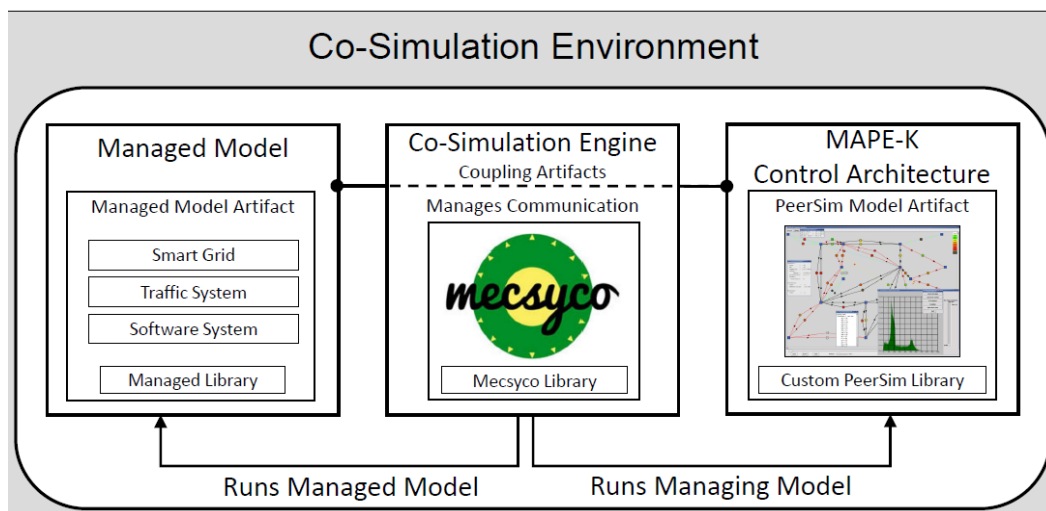 Co-Simulation Environment
Managed Model
Managed Model Artifact
Smart Grid
Traffic System
Software System
Managed Library
Co-Simulation Engine
Coupling Artifacts
Manages Communication
mecsyco
Mecsyco Library
MAPE-K
Control Architecture
PeerSim Model Artifact
Custom PeerSim Library
Runs Managed Model
Runs Managing Model